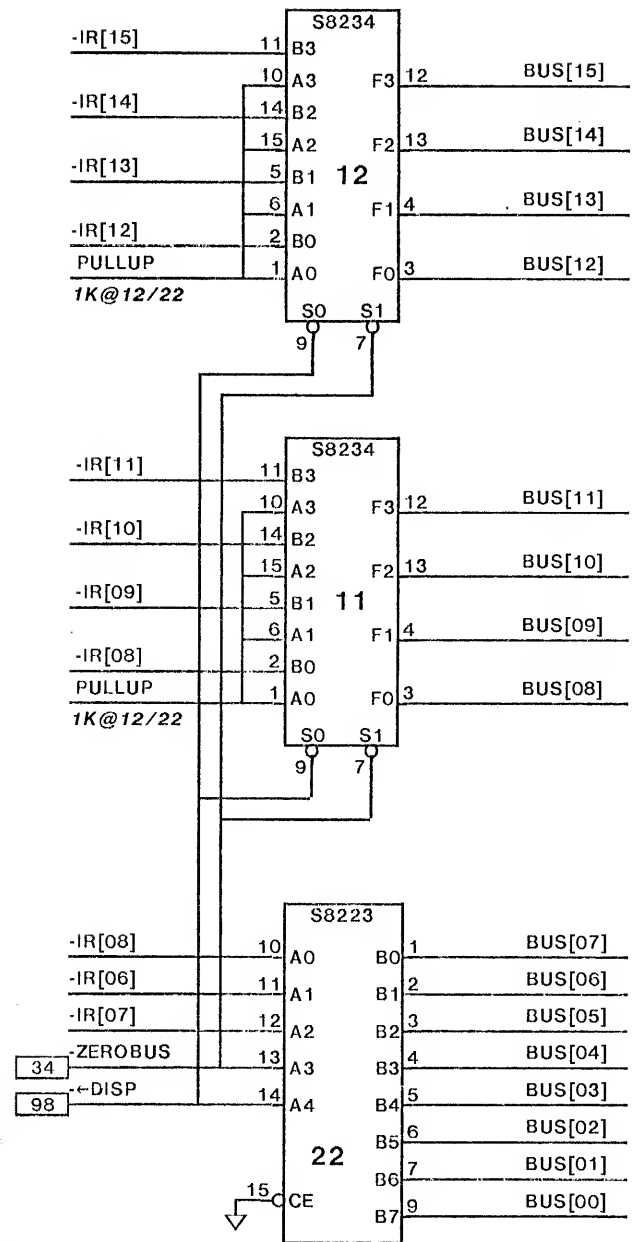 S8234
-IR[15] 11 B3
10 A3 F3 12 BUS[15]
-IR[14] 14 B2
15 A2 F2 13 BUS[14]
-IR[13] 5 B1
12
6 A1 F1 4 BUS[13]
-IR[12] 2 B0
PULLUP 1 A0 F0 3 BUS[12]
1K@12/22
S0 S1
9 7
S8234
-IR[11] 11 B3
10 A3 F3 12 BUS[11]
-IR[10] 14 B2
15 A2 F2 13 BUS[10]
-IR[09] 5 B1
11
6 A1 F1 4 BUS[09]
-IR[08] 2 B0
PULLUP 1 A0 F0 3 BUS[08]
1K@12/22
S0 S1
9 7
S8223
-IR[08] 10 A0 B0 1 BUS[07]
-IR[06] 11 A1 B1 2 BUS[06]
-IR[07] 12 A2 B2 3 BUS[05]
34 -ZEROBUS 13 A3 B3 4 BUS[04]
98 -←DISP 14 A4 B4 5 BUS[03]
B5 6 BUS[02]
22
B6 7 BUS[01]
15 CE
B7 9 BUS[00]